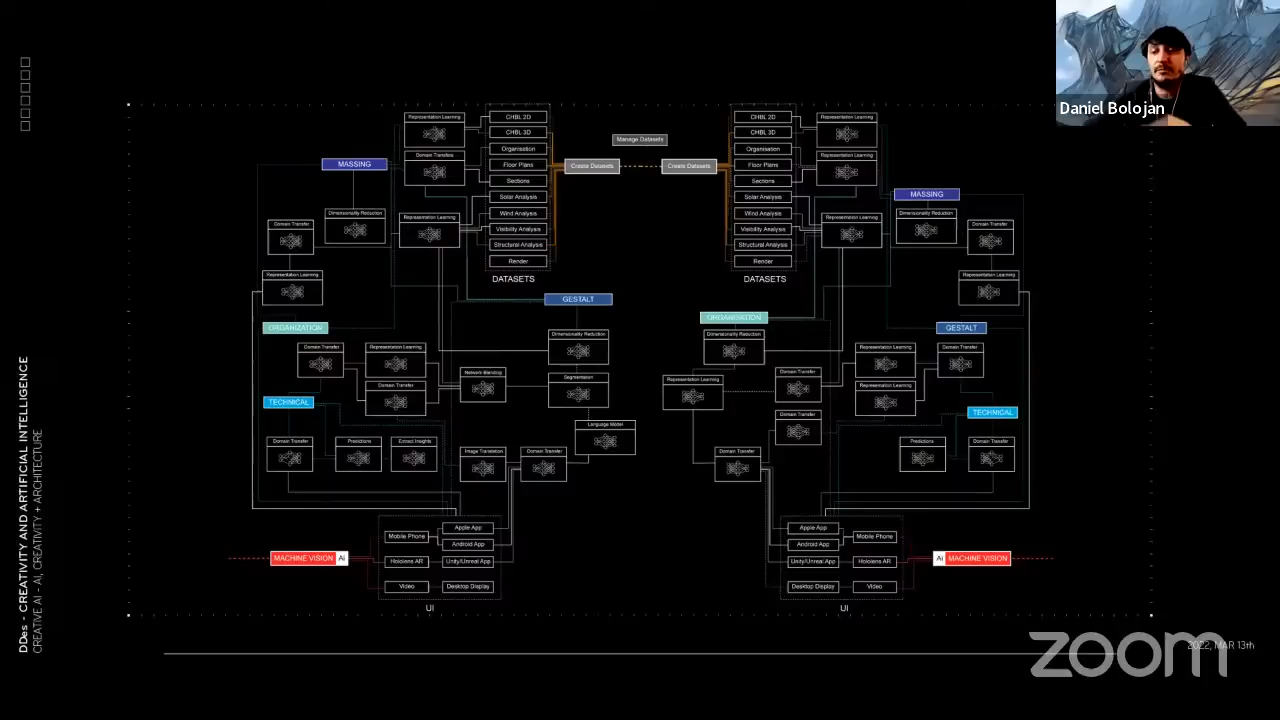 Daniel Bolojan
DDes - CREATIVITY AND ARTIFICIAL INTELLIGENCE
CREATIVE AI - AI, CREATIVITY + ARCHITECTURE
Manage Datasets
Create Datasets
Create Datasets
CHBL 2D
CHBL 3D
Organisation
Floor Plans
Sections
Solar Analysis
Wind Analysis
Visibility Analysis
Structural Analysis
Render
DATASETS
Representation Learning
Domain Transfers
Representation Learning
MASSING
Dimensionality Reduction
Domain Transfer
Representation Learning
ORGANIZATION
Domain Transfer
Representation Learning
Domain Transfer
Network Bending
TECHNICAL
Domain Transfer
Predictions
Extract Insights
GESTALT
Dimensionality Reduction
Segmentation
Language Model
Image Translation
Domain Transfer
Apple App
Mobile Phone
Android App
Hololens AR
Unity/Unreal App
Video
Desktop Display
UI
MACHINE VISION
Ai
CHBL 2D
CHBL 3D
Organisation
Floor Plans
Sections
Solar Analysis
Wind Analysis
Visibility Analysis
Structural Analysis
Render
DATASETS
Representation Learning
Representation Learning
Representation Learning
MASSING
Dimensionality Reduction
Domain Transfer
Representation Learning
ORGANISATION
Dimensionality Reduction
Representation Learning
Domain Transfer
Domain Transfer
Domain Transfer
GESTALT
Representation Learning
Domain Transfer
Representation Learning
TECHNICAL
Predictions
Domain Transfer
Apple App
Mobile Phone
Android App
Unity/Unreal App
Hololens AR
Desktop Display
Video
UI
Ai
MACHINE VISION
2022, MAR 13th
zoom